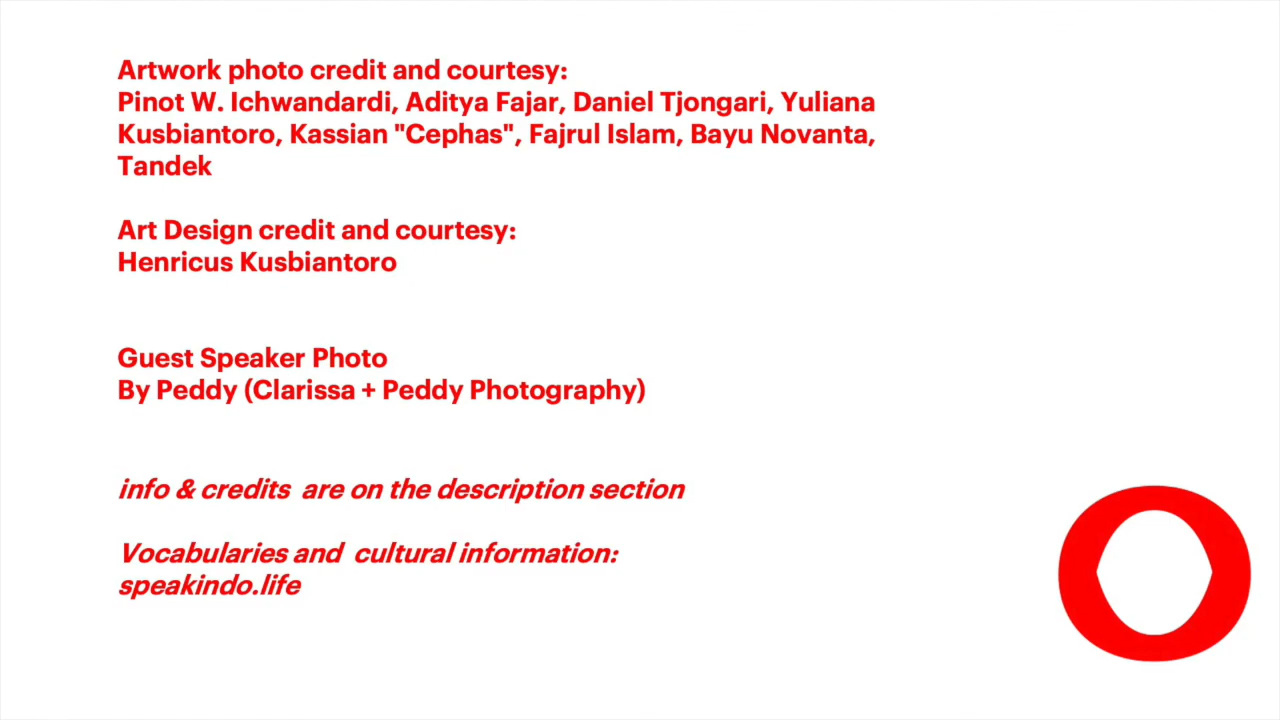 Artwork photo credit and courtesy:
Pinot W. Ichwandardi, Aditya Fajar, Daniel Tjongari, Yuliana
Kusbiantoro, Kassian "Cephas", Fajrul Islam, Bayu Novanta,
Tandek
Art Design credit and courtesy:
Henricus Kusbiantoro
Guest Speaker Photo
By Peddy (Clarissa + Peddy Photography)
info & credits  are on the description section
Vocabularies and  cultural information:
speakindo.life